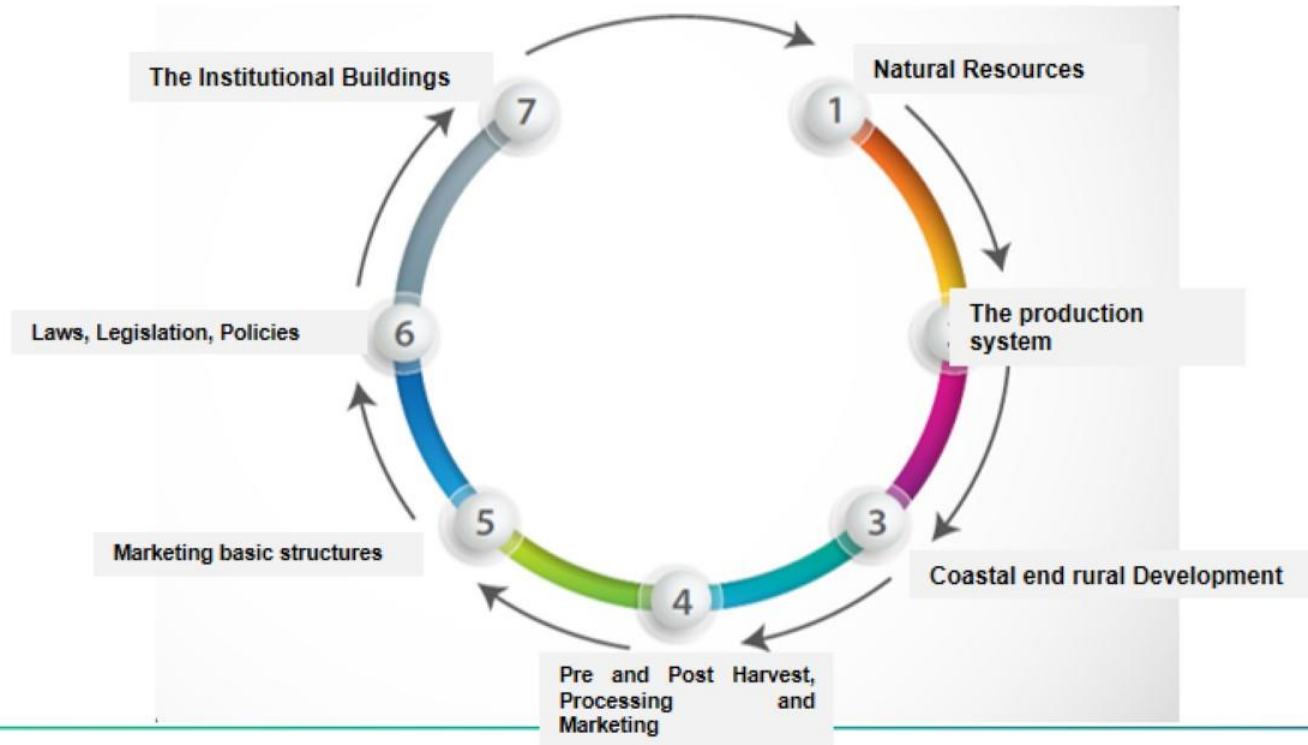 The Institutional Buildings
Natural Resources
7
1
The production
system
Laws, Legislation, Policies
6
5
3
Marketing basic structures
Coastal end rural Development
4
Pre and Post Harvest,
Processing and
Marketing